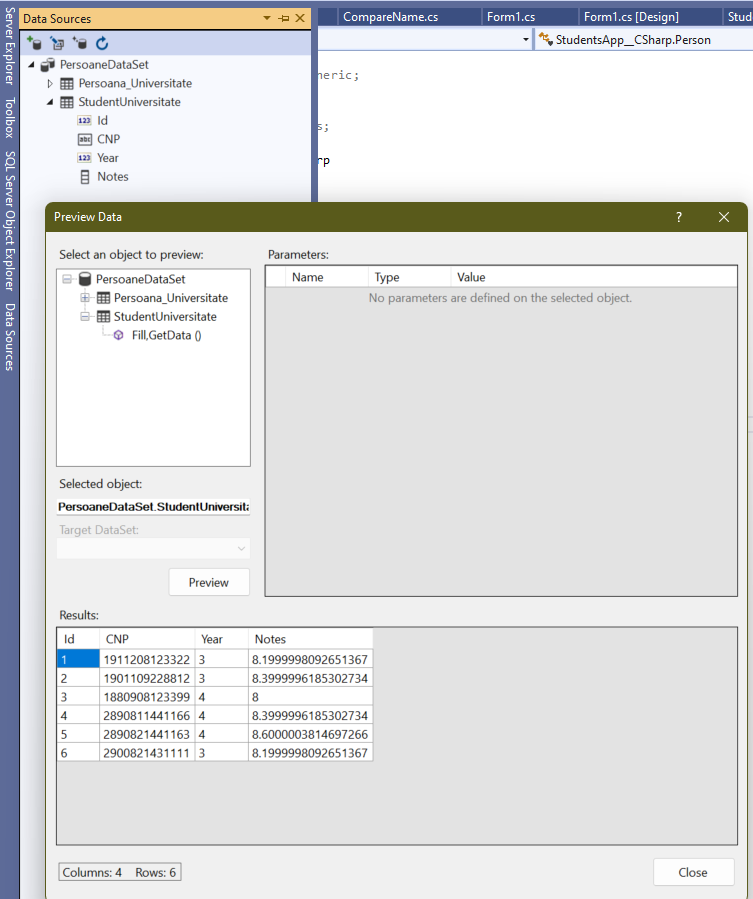 Server Explorer
Toolbox
SQL Server Object Explorer
Data Sources
Data Sources
PersoaneDataSet
Persoana_Universitate
StudentUniversitate
123 Id
abc CNP
123 Year
Notes
CompareName.cs
Form1.cs
Form1.cs [Design]
Stud
StudentsApp__CSharp.Person
neric;
s;
rp
Preview Data
?
Select an object to preview:
PersoaneDataSet
Persoana_Universitate
StudentUniversitate
Fill,GetData ()
Parameters:
Name Type Value
No parameters are defined on the selected object.
Selected object:
PersoaneDataSet.StudentUniversita
Target DataSet:
Preview
Results:
Id CNP Year Notes
1 1911208123322 3 8.1999998092651367
2 1901109228812 3 8.3999996185302734
3 1880908123399 4 8
4 2890811441166 4 8.3999996185302734
5 2890821441163 4 8.6000003814697266
6 2900821431111 3 8.1999998092651367
Columns: 4 Rows: 6
Close